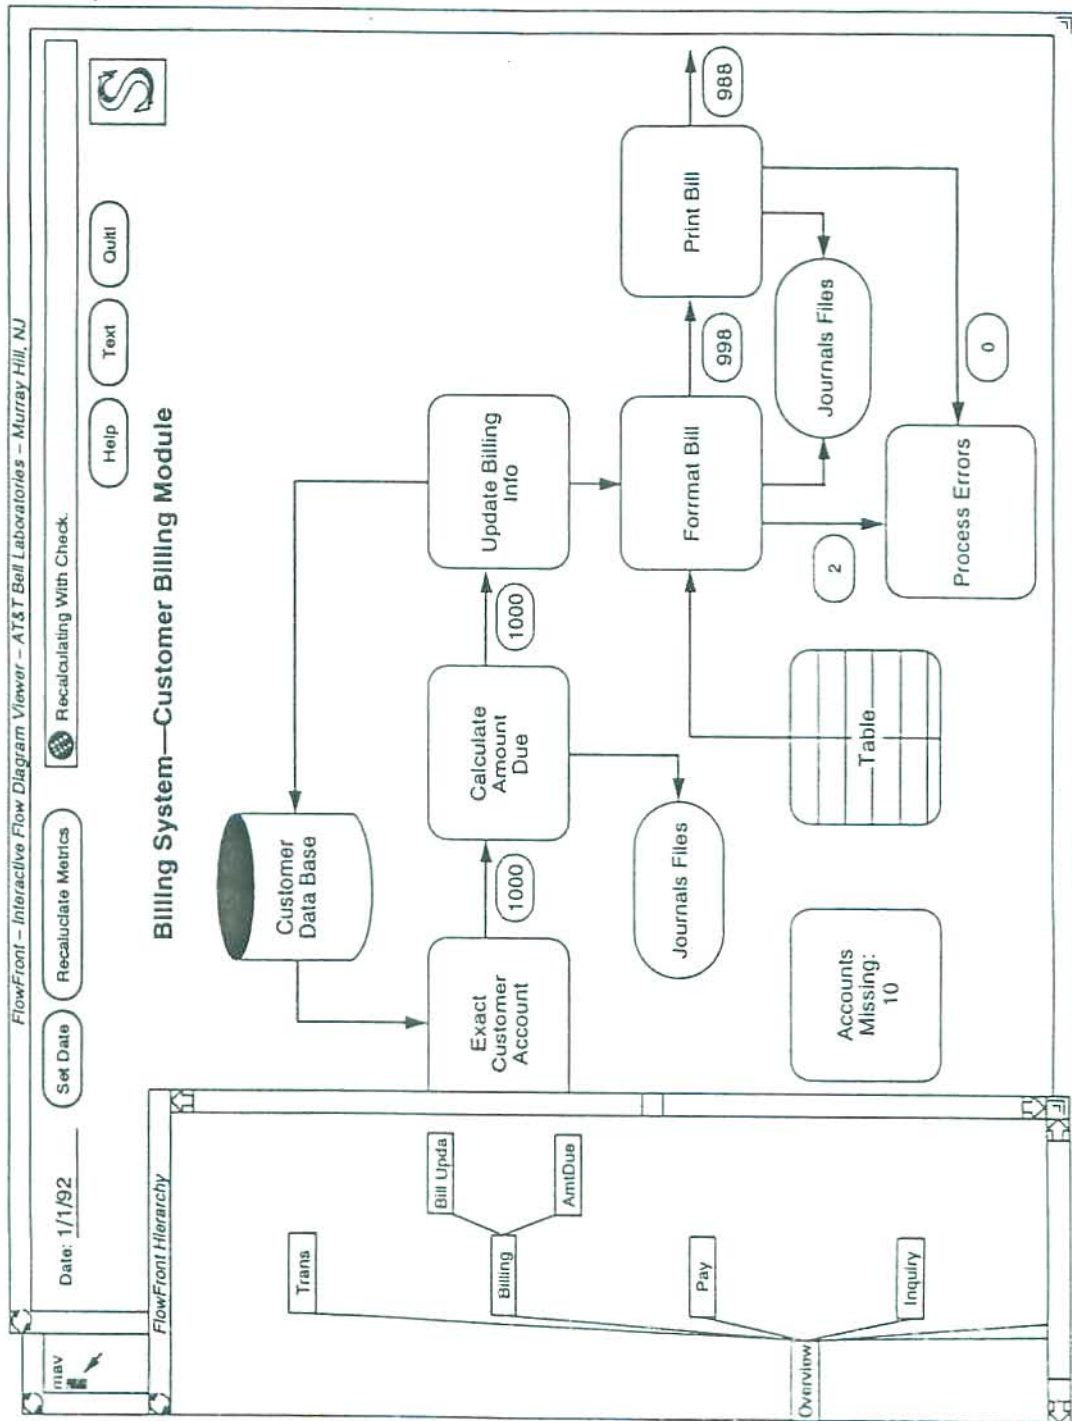 FlowFront – Interactive Flow Diagram Viewer – AT&T Bell Laboratories – Murray Hill, NJ
mav
Date: 1/1/92
Set Date
Recaluclate Metrics
Recalculating With Check.
Help
Text
Quit!
S
FlowFront Hierarchy
Overview
Trans
Billing
Bill Upda
AmtDue
Pay
Inquiry
Billing System—Customer Billing Module
Customer
Data Base
Exact
Customer
Account
1000
Calculate
Amount
Due
1000
Update Billing
Info
Journals Files
Forrmat Bill
998
Print Bill
988
Journals Files
Accounts
Missing:
10
Table
2
Process Errors
0